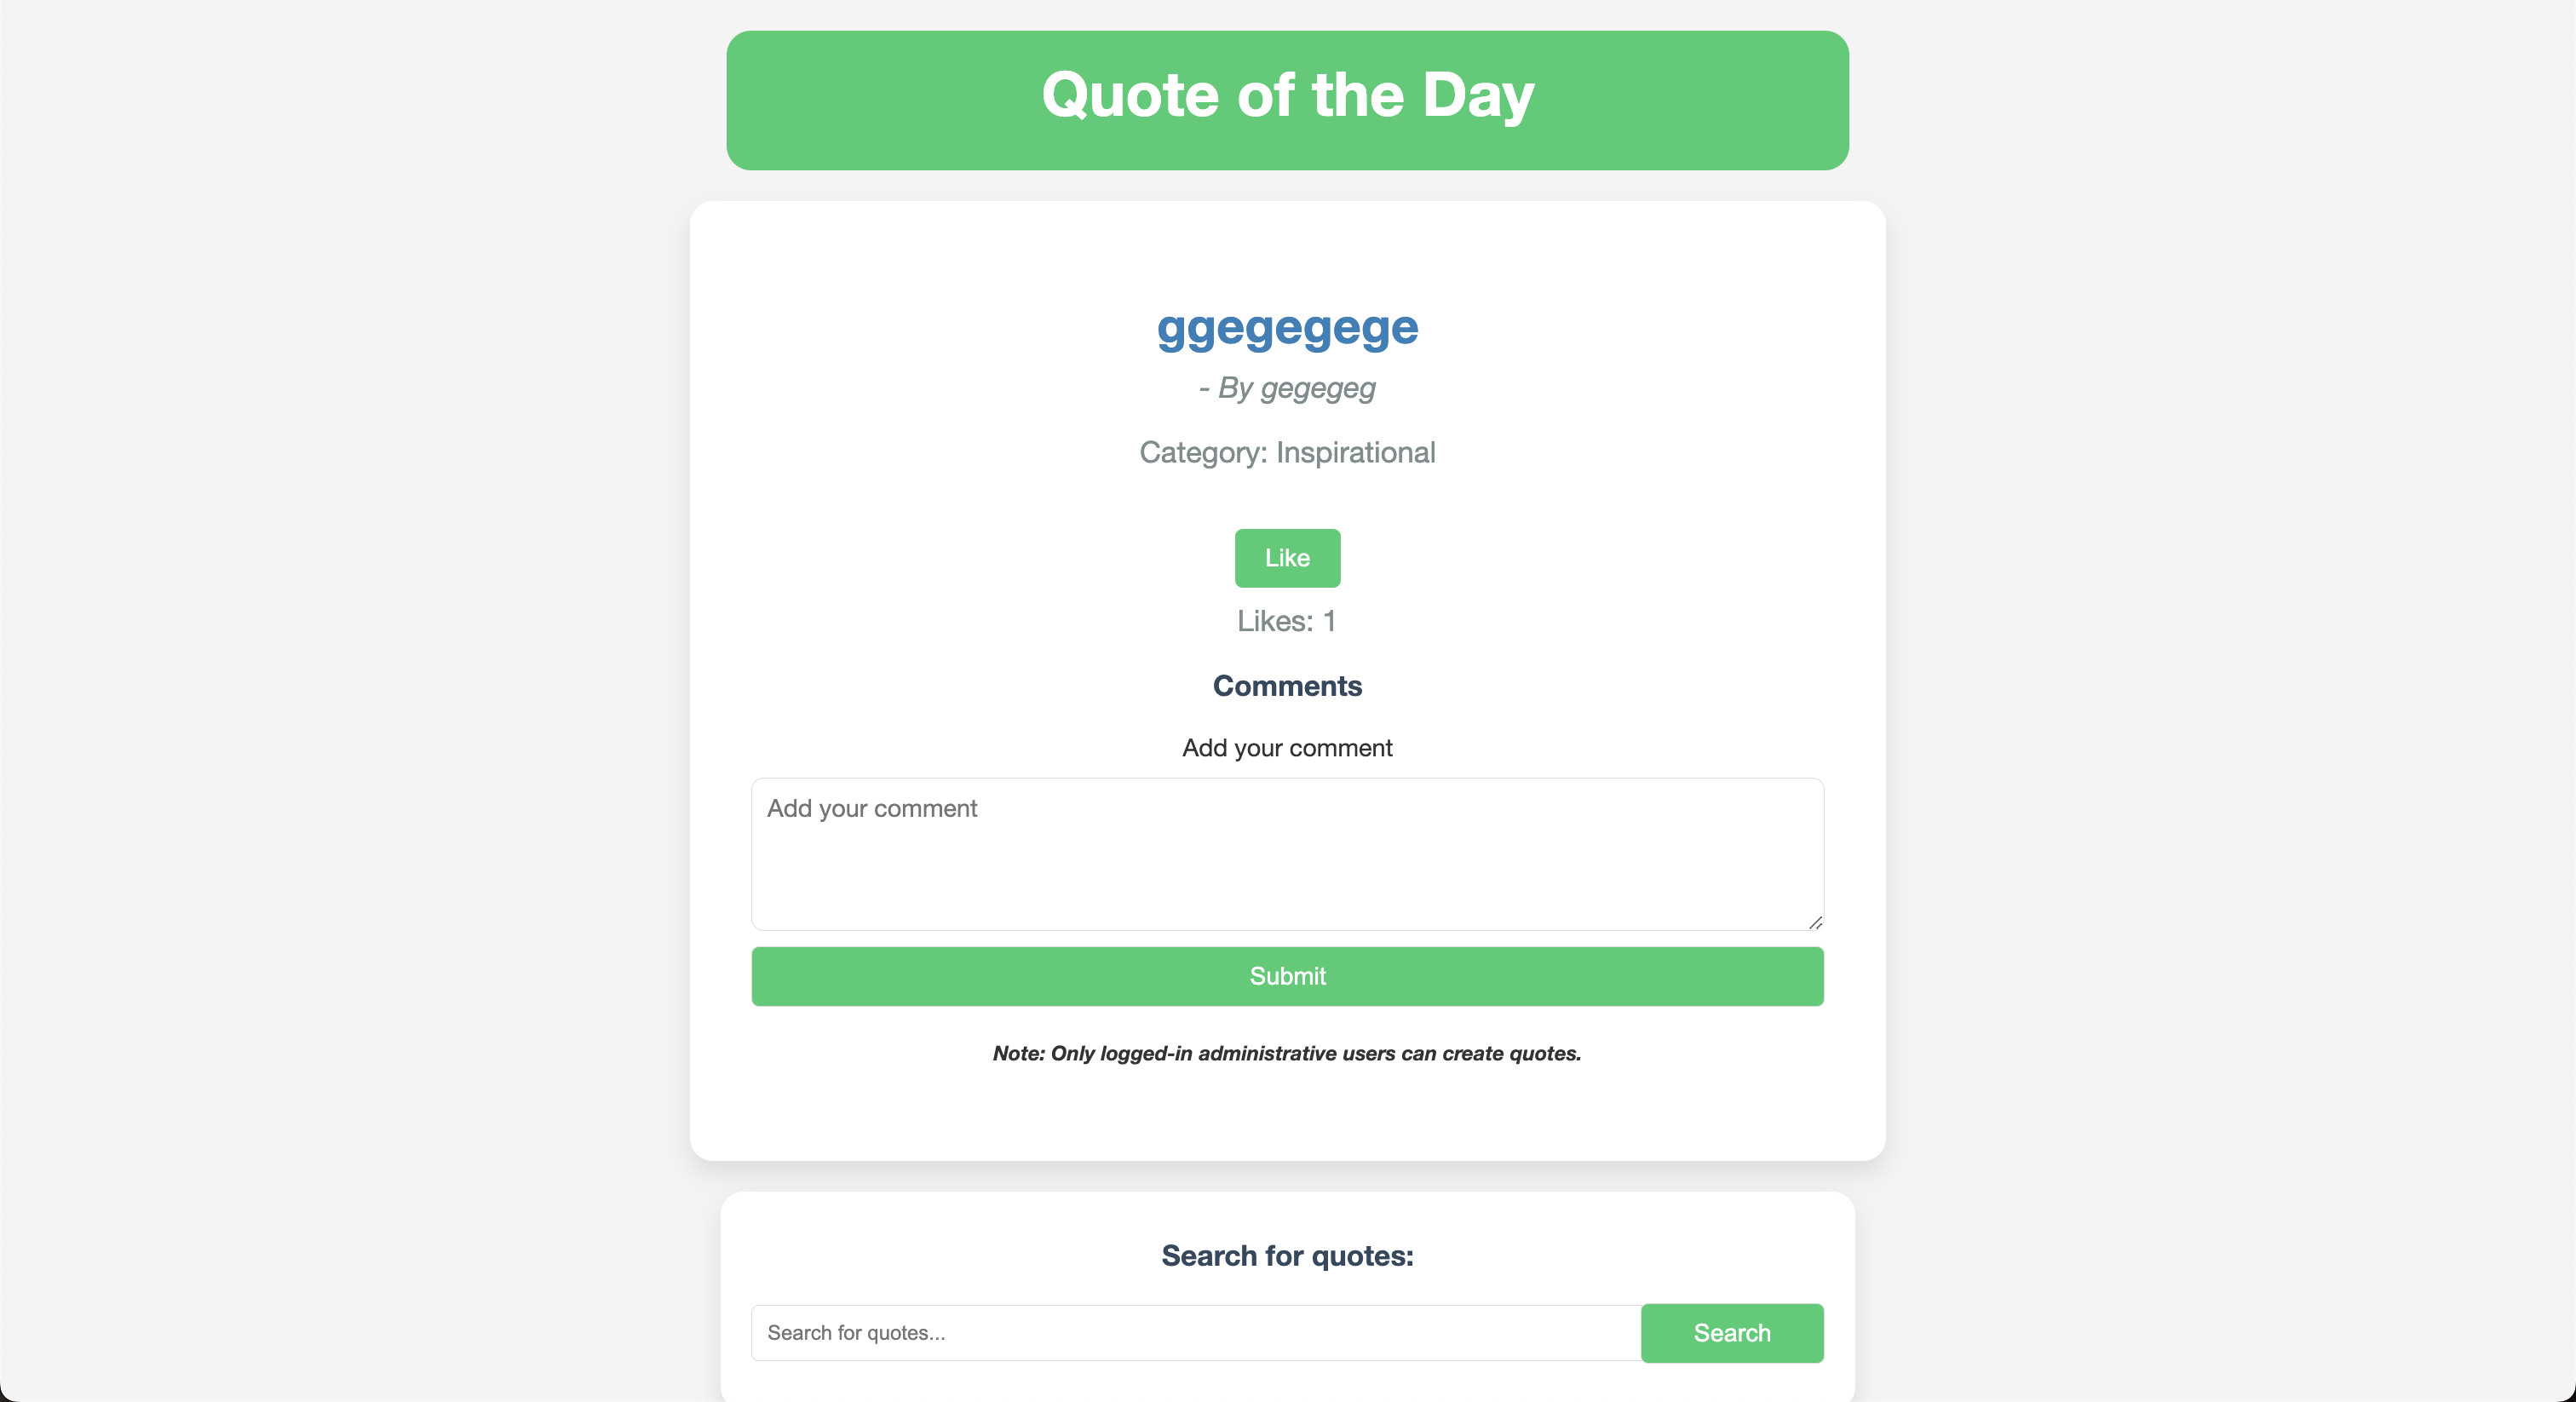 Quote of the Day
ggegegege
- By gegegeg
Category: Inspirational
Like
Likes: 1
Comments
Add your comment
Add your comment
Submit
Note: Only logged-in administrative users can create quotes.
Search for quotes:
Search for quotes... Search